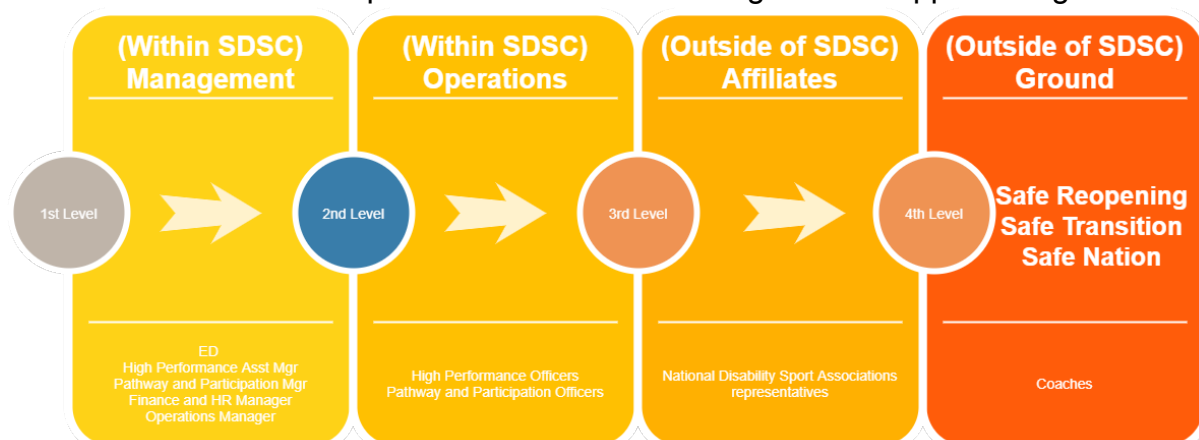 (Within SDSC)
Management
(Within SDSC)
Operations
(Outside of SDSC)
Affiliates
(Outside of SDSC)
Ground
1st Level
2nd Level
3rd Level
4th Level
Safe Reopening
Safe Transition
Safe Nation
ED
High Performance Asst Mgr
Pathway and Participation Mgr
Finance and HR Manager
Operations Manager
High Performance Officers
Pathway and Participation Officers
National Disability Sport Associations
representatives
Coaches